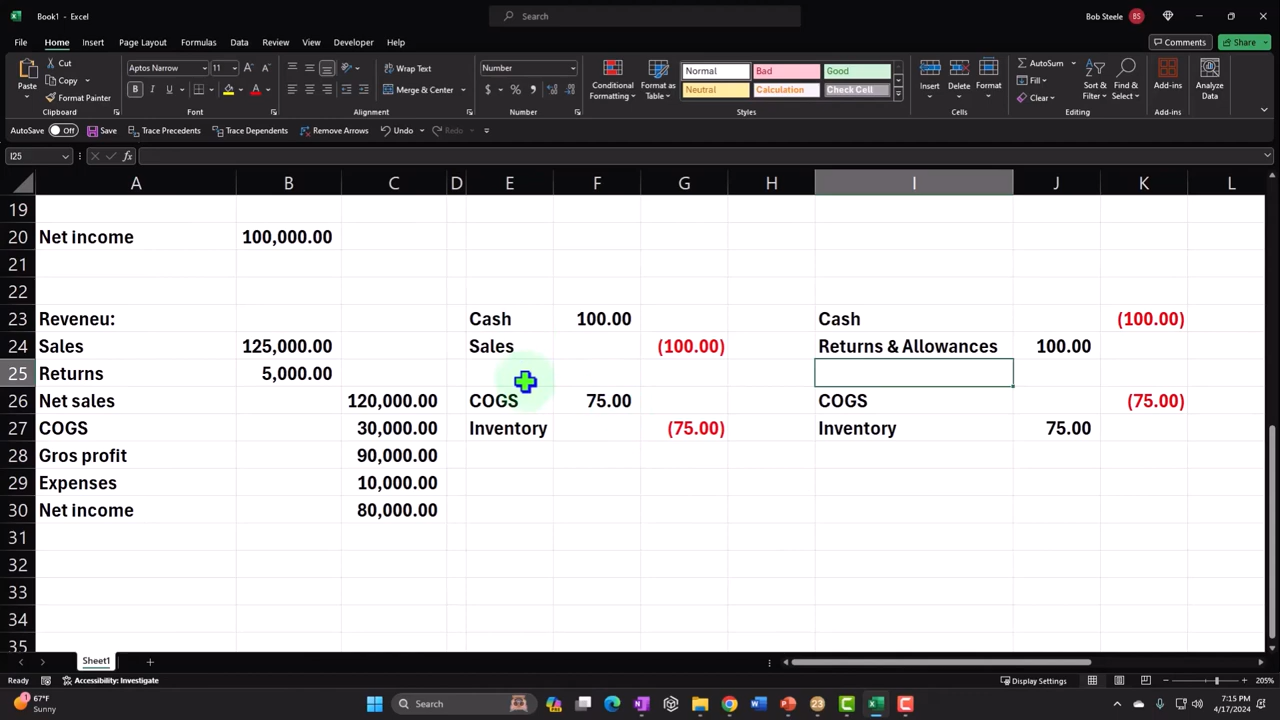 Book1 - Excel
Search
Bob Steele BS
File Home Insert Page Layout Formulas Data Review View Developer Help
Comments Share
Paste Cut Copy Format Painter Clipboard
Aptos Narrow 11 B I U A Font
Wrap Text Merge & Center Alignment
Number $ % Number
Conditional Formatting Format as Table Normal Bad Good Neutral Calculation Check Cell Styles
Insert Delete Format Cells
AutoSum Fill Clear Sort & Filter Find & Select Editing
Add-ins Add-ins
Analyze Data
AutoSave Off Save Trace Precedents Trace Dependents Remove Arrows Undo Redo
I25 fx
A B C D E F G H I J K L
19
20 Net income 100,000.00
21
22
23 Reveneu: Cash 100.00 Cash (100.00)
24 Sales 125,000.00 Sales (100.00) Returns & Allowances 100.00
25 Returns 5,000.00
26 Net sales 120,000.00 COGS 75.00 COGS (75.00)
27 COGS 30,000.00 Inventory (75.00) Inventory 75.00
28 Gros profit 90,000.00
29 Expenses 10,000.00
30 Net income 80,000.00
31
32
33
34
35
Sheet1
Accessibility: Investigate Display Settings 205%
67°F
Sunny
Search
7:15 PM
4/17/2024